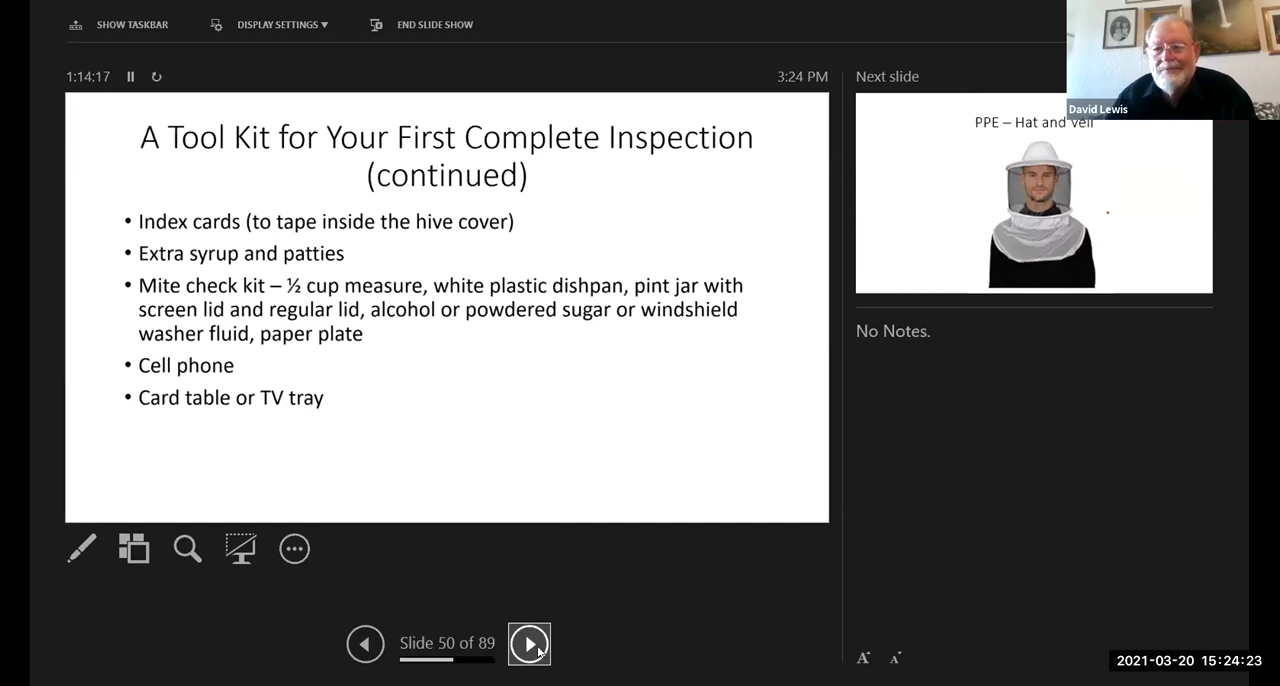 SHOW TASKBAR
DISPLAY SETTINGS ▼
END SLIDE SHOW
1:14:17
3:24 PM
Next slide
David Lewis
A Tool Kit for Your First Complete Inspection
(continued)
• Index cards (to tape inside the hive cover)
• Extra syrup and patties
• Mite check kit – ½ cup measure, white plastic dishpan, pint jar with
screen lid and regular lid, alcohol or powdered sugar or windshield
washer fluid, paper plate
• Cell phone
• Card table or TV tray
PPE – Hat and Veil
No Notes.
Slide 50 of 89
A A
2021-03-20 15:24:23